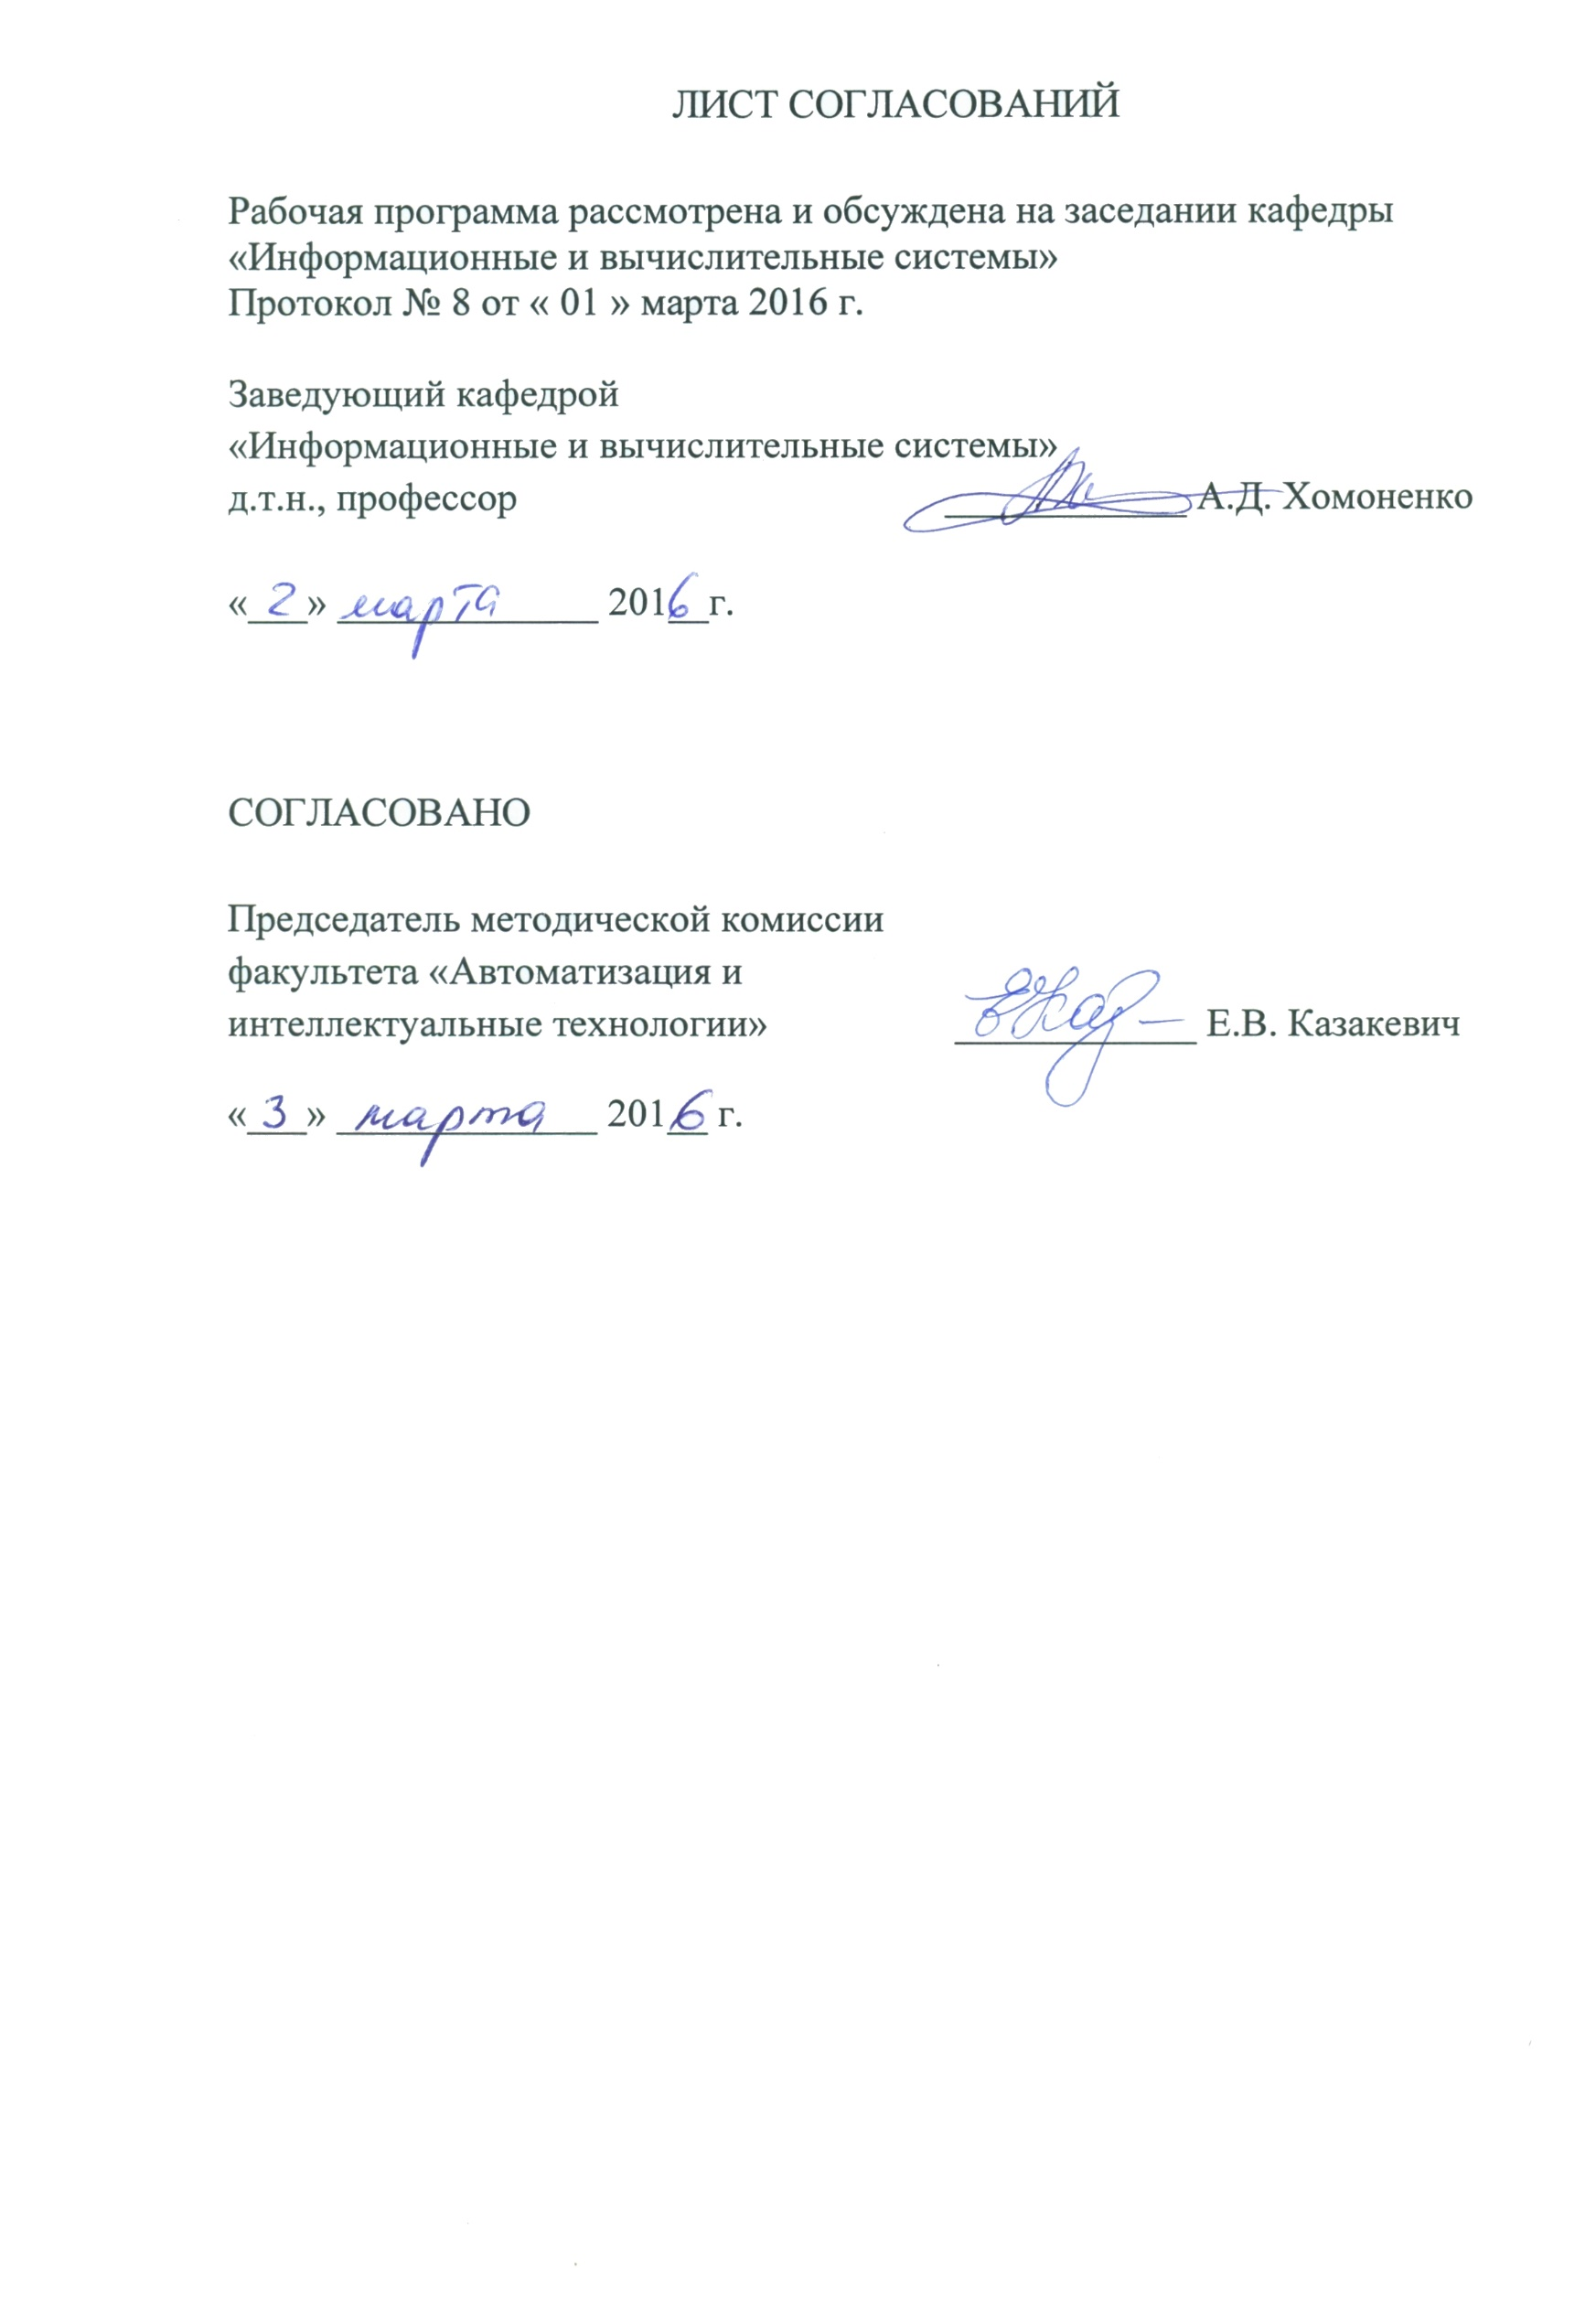 ЛИСТ СОГЛАСОВАНИЙ
Рабочая программа рассмотрена и обсуждена на заседании кафедры
«Информационные и вычислительные системы»
Протокол № 8 от « 01 » марта 2016 г.
Заведующий кафедрой
«Информационные и вычислительные системы»
д.т.н., профессор А.Д. Хомоненко
«2» марта 2016 г.
СОГЛАСОВАНО
Председатель методической комиссии
факультета «Автоматизация и
интеллектуальные технологии» Е.В. Казакевич
«3» марта 2016 г.